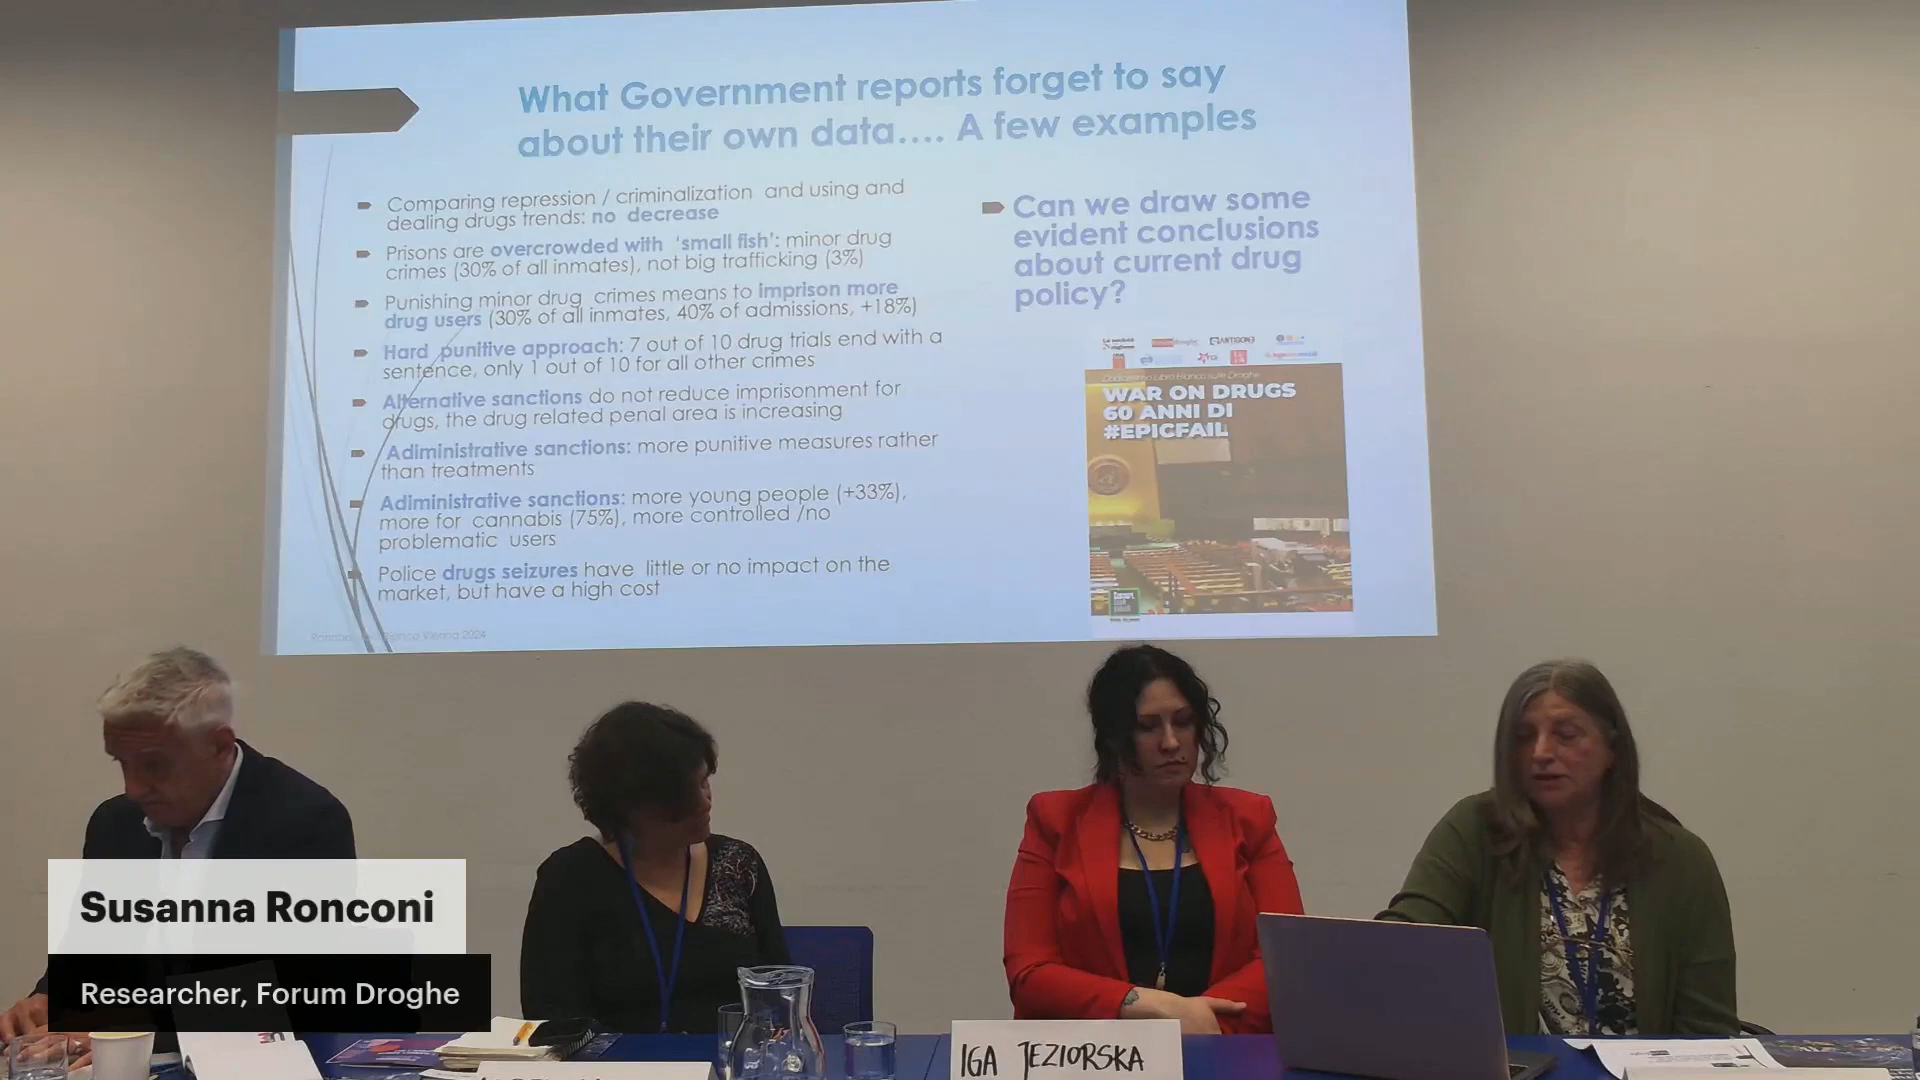 What Government reports forget to say
about their own data.... A few examples
Comparing repression / criminalization and using and
dealing drugs trends: no decrease
Prisons are overcrowded with 'small fish': minor drug
crimes (30% of all inmates), not big trafficking (3%)
Punishing minor drug crimes means to imprison more
drug users (30% of all inmates, 40% of admissions, +18%)
Hard punitive approach: 7 out of 10 drug trials end with a
sentence, only 1 out of 10 for all other crimes
Alternative sanctions do not reduce imprisonment for
drugs, the drug related penal area is increasing
Adiministrative sanctions: more punitive measures rather
than treatments
Adiministrative sanctions: more young people (+33%),
more for cannabis (75%), more controlled /no
problematic users
Police drugs seizures have little or no impact on the
market, but have a high cost
Vienna 2024
Can we draw some
evident conclusions
about current drug
policy?
ANTIGONE
Libro Bianco sulle Droghe
WAR ON DRUGS
60 ANNI DI
#EPICFAIL
Susanna Ronconi
Researcher, Forum Droghe
IGA JEZIORSKA